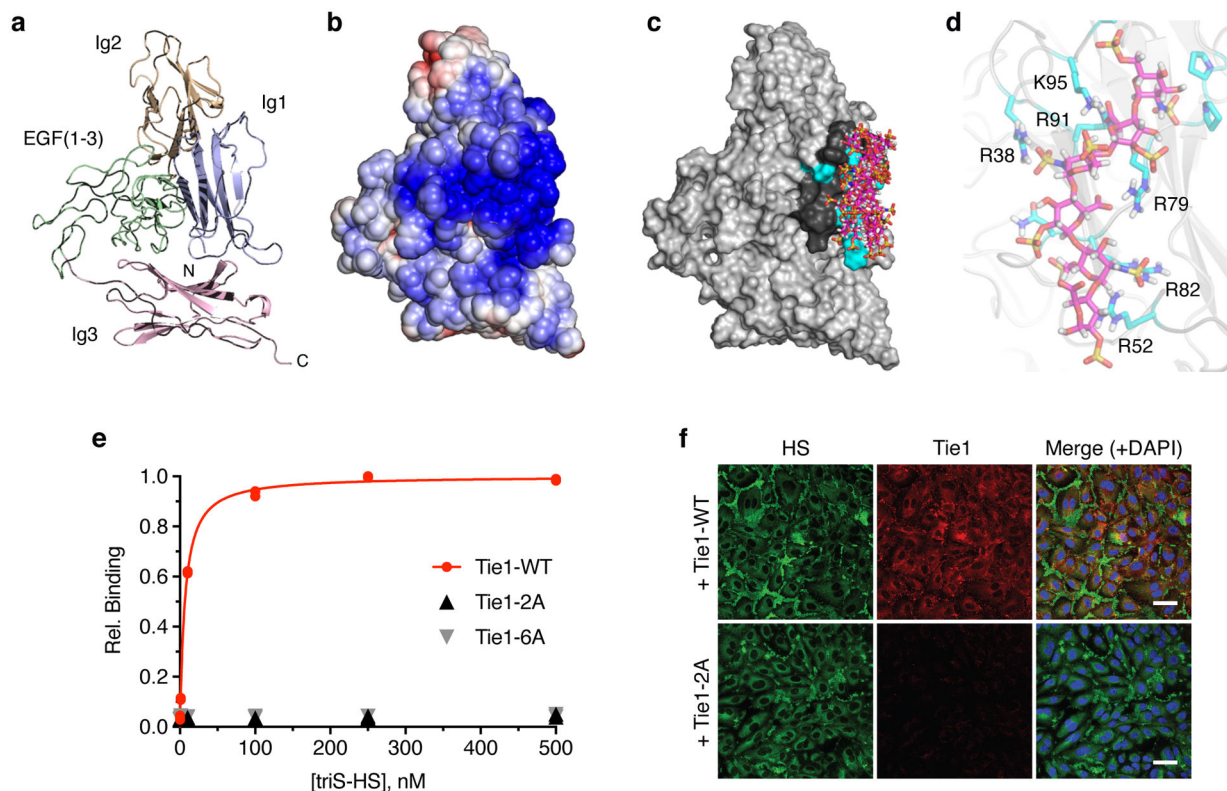 a
b
c
d
Ig2
Ig1
EGF(1-3)
N
Ig3
C
K95
R91
R38
R79
R82
R52
e
Rel. Binding
1.0
0.8
0.6
0.4
0.2
0.0
0
100
200
300
400
500
[triS-HS], nM
Tie1-WT
Tie1-2A
Tie1-6A
f
HS
Tie1
Merge (+DAPI)
+ Tie1-WT
+ Tie1-2A